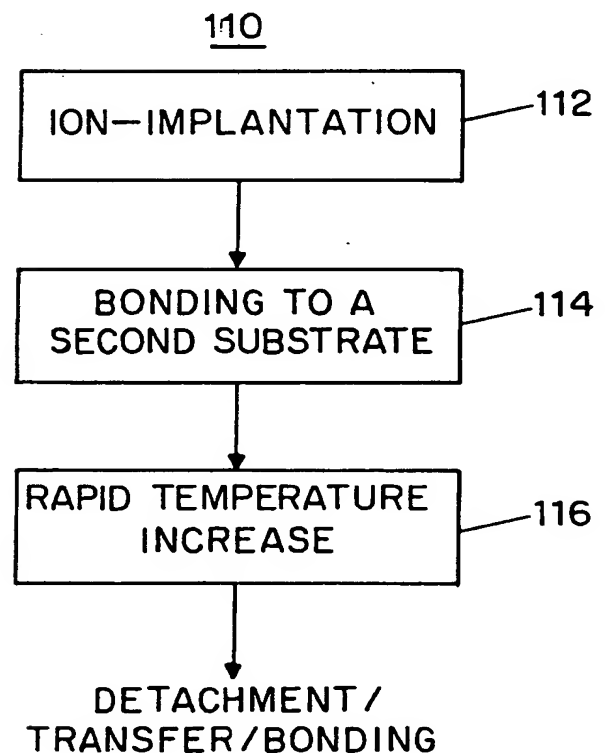 110
ION-IMPLANTATION
112
BONDING TO A
SECOND SUBSTRATE
114
RAPID TEMPERATURE
INCREASE
116
DETACHMENT/
TRANSFER/BONDING